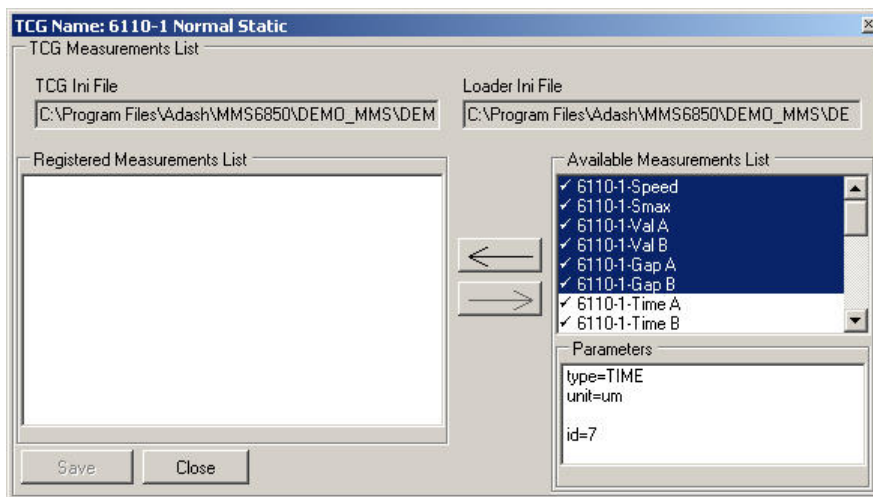 TCG Name: 6110-1 Normal Static
TCG Measurements List
TCG Ini File
Loader Ini File
C:\Program Files\Adash\MMS6850\DEMO_MMS\DEM
C:\Program Files\Adash\MMS6850\DEMO_MMS\DE
Registered Measurements List
Available Measurements List
✓ 6110-1-Speed
✓ 6110-1-Smax
✓ 6110-1-Val A
✓ 6110-1-Val B
✓ 6110-1-Gap A
✓ 6110-1-Gap B
✓ 6110-1-Time A
✓ 6110-1-Time B
Parameters
type=TIME
unit=um
id=7
Save
Close